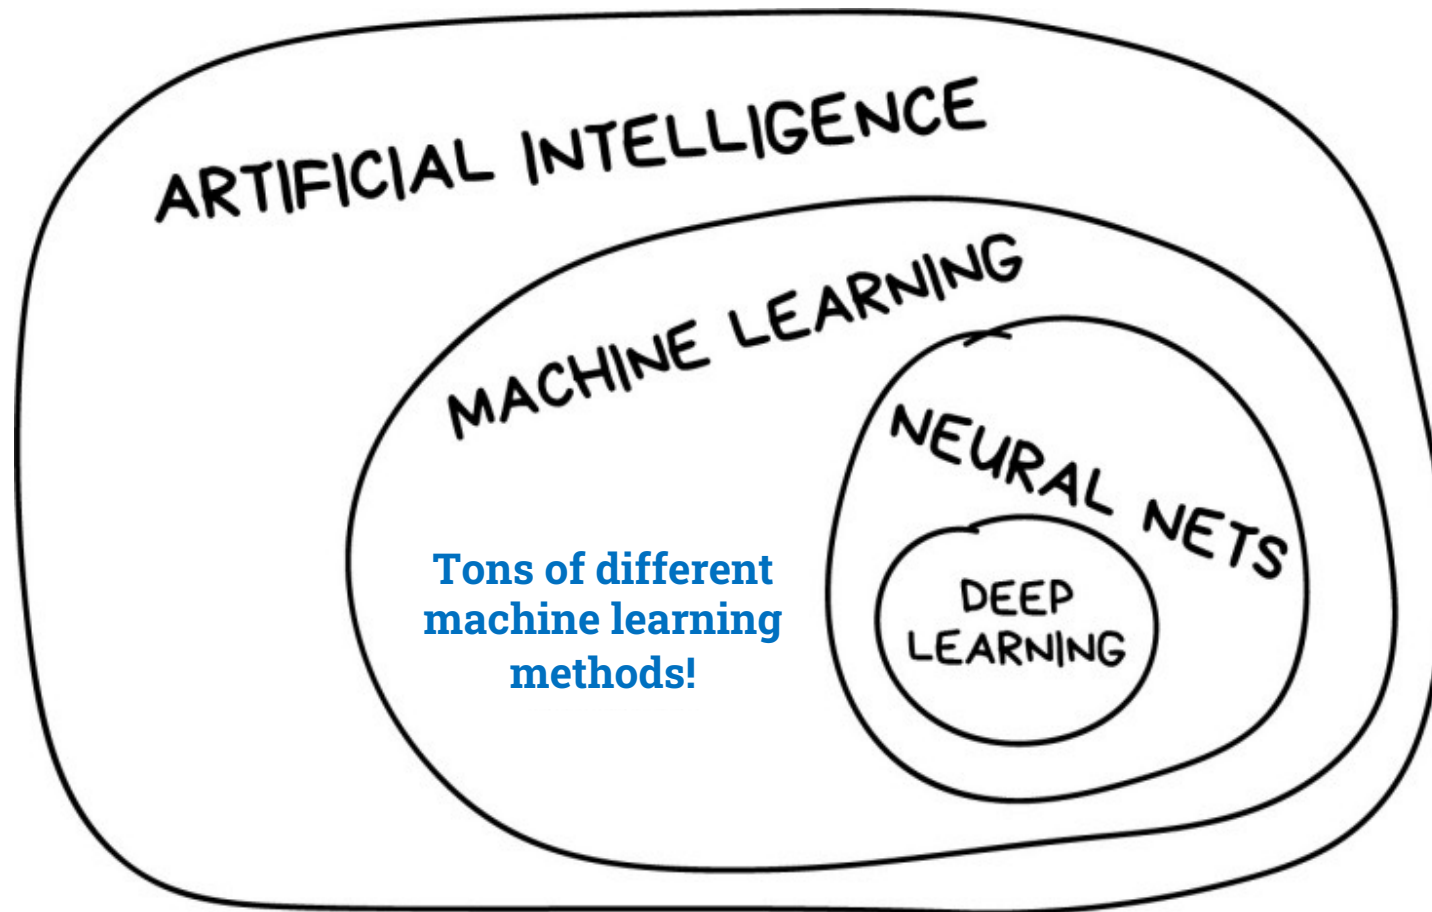 ARTIFICIAL INTELLIGENCE
MACHINE LEARNING
NEURAL NETS
Tons of different
machine learning
methods!
DEEP
LEARNING